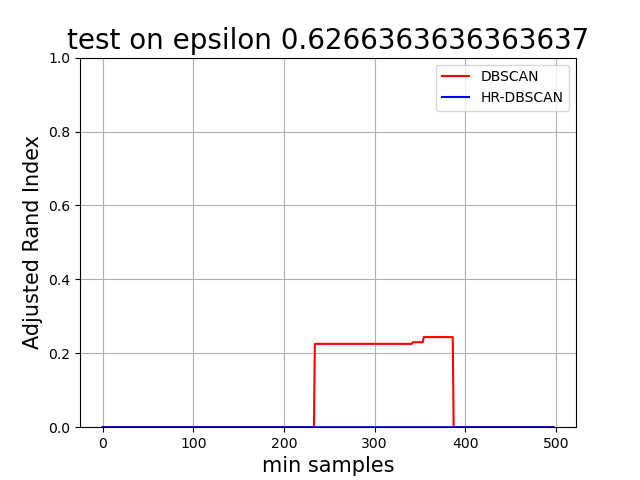 test on epsilon 0.6266363636363637
DBSCAN
HR-DBSCAN
1.0
0.8
0.6
0.4
0.2
0.0
Adjusted Rand Index
0 100 200 300 400 500
min samples